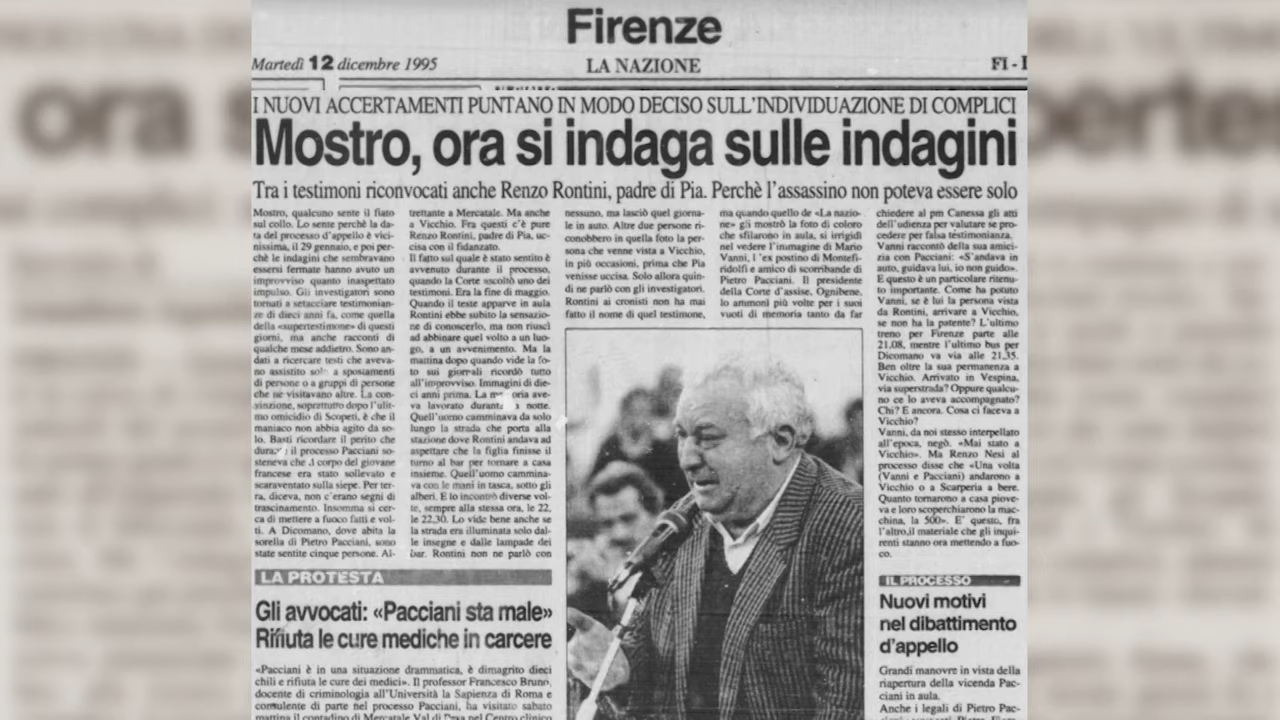 Firenze
Martedì 12 dicembre 1995
LA NAZIONE
FI -
I NUOVI ACCERTAMENTI PUNTANO IN MODO DECISO SULL'INDIVIDUAZIONE DI COMPLICI
Mostro, ora si indaga sulle indagini
Tra i testimoni riconvocati anche Renzo Rontini, padre di Pia. Perchè l'assassino non poteva essere solo
Mostro, qualcuno sente il fiato
sul collo. Lo sente perchè la da-
ta del processo d'appello è vici-
nissima, il 29 gennaio, e poi per-
chè le indagini che sembravano
essersi fermate hanno avuto un
improvviso quanto inaspettato
impulso. Gli investigatori sono
tornati a setacciare testimonian-
ze di dieci anni fa, come quella
della «supertestimone» di questi
giorni, ma anche racconti di
qualche mese addietro. Sono an-
dati a ricercare testi che aveva-
no assistito a spostamenti
di persone o a gruppi di persone
che ne visitavano altre. La con-
vinzione, soprattutto dopo l'ulti-
mo omicidio di Scopeti, è che il
maniaco non abbia agito da so-
lo. Basti ricordare il perito che
il processo Pacciani so-
steneva che il corpo del giovane
francese era stato sollevato e
scaraventato sulla siepe. Per ter-
ra, diceva, non c'erano segni di
trascinamento. Insomma si cer-
ca di mettere a fuoco fatti e vol-
ti. A Dicomano, dove abita la
sorella di Pietro Pacciani, sono
state sentite cinque persone. Al-
trettante a Mercatale. Ma anche
a Vicchio. Fra questi c'è pure
Renzo Rontini, padre di Pia, uc-
cisa con il fidanzato.
Il fatto sul quale è stato sentito è
avvenuto durante il processo,
quando la Corte ascoltò uno dei
testimoni. Era la fine di maggio.
Quando il teste apparve in aula
Rontini ebbe subito la sensazio-
ne di conoscerlo, ma non riuscì
ad abbinare quel volto a un luo-
go, a un avvenimento. Ma la
mattina dopo quando vide la fo-
to sui giornali ricordò tutto
all'improvviso. Immagini di die-
ci anni prima. La ave-
va lavorato notte.
Quell'uomo camminava da solo
lungo la strada che porta alla
stazione dove Rontini andava ad
aspettare che la figlia finisse il
turno al bar per tornare a casa
insieme. Quell'uomo cammina-
va con le mani in tasca, sotto gli
alberi. E lo incontrò diverse vol-
te, sempre alla stessa ora, le 22,
le 22,30. Lo vide bene anche se
la strada era illuminata solo dal-
le insegne e dalle lampade dei
bar. Rontini non ne parlò con
nessuno, ma lasciò quel giorna-
le in aula. Altre due persone ri-
conobbero in quella foto la per-
sona che venne vista a Vicchio,
in più occasioni, prima che Pia
venisse uccisa. Solo allora quin-
di ne parlò con gli investigatori.
Rontini ai cronisti non ha mai
fatto il nome di quel testimone,
ma quando quello de «La nazio-
ne» gli mostrò la foto di coloro
che sfilarono in aula, si irrigidì
nel vedere l'immagine di Mario
Vanni, l 'ex postino di Montefi-
ridolfi e amico di scorribande di
Pietro Pacciani. Il presidente
della Corte d'assise, Ognibene,
lo ammonì più volte per i suoi
vuoti di memoria tanto da far
chiedere al pm Canessa gli atti
dell'udienza per valutare se pro-
cedere per falsa testimonianza.
Vanni raccontò della sua amici-
zia con Pacciani: «S'andava in
auto, guidava lui, io non guido».
E questo è un particolare ritenu-
to importante. Come ha potuto
Vanni, se è lui la persona vista
da Rontini, arrivare a Vicchio,
se non ha la patente? L'ultimo
treno per Firenze parte alle
21,08, mentre l'ultimo bus per
Dicomano va via alle 21,35.
Ben oltre la sua permanenza a
Vicchio. Arrivato in Vespina,
via superstrada? Oppure qualcu-
no ce lo aveva accompagnato?
Chi? E ancora. Cosa ci faceva a
Vicchio?
Vanni, da noi stesso interpellato
all'epoca, negò. «Mai stato a
Vicchio». Ma Renzo Nesi al
processo disse che «Una volta
(Vanni e Pacciani) andarono a
Vicchio o a Scarperia a bere.
Quanto tornarono a casa piove-
va e loro scoperchiarono la mac-
china, la 500». E' questo, fra
l'altro,il materiale che gli inqui-
renti stanno ora mettendo a fuo-
co.
LA PROTESTA
Gli avvocati: «Pacciani sta male»
Rifiuta le cure mediche in carcere
«Pacciani è in una situazione drammatica, è dimagrito dieci
chili e rifiuta le cure dei medici». Il professor Francesco Bruno,
docente di criminologia all'Università la Sapienza di Roma e
consulente di parte nel processo Pacciani, ha visitato sabato
mattina il contadino di Mercatale Val di Pesa nel Centro clinico
IL PROCESSO
Nuovi motivi
nel dibattimento
d'appello
Grandi manovre in vista della
riapertura della vicenda Pac-
ciani in aula.
Anche i legali di Pietro Pac-